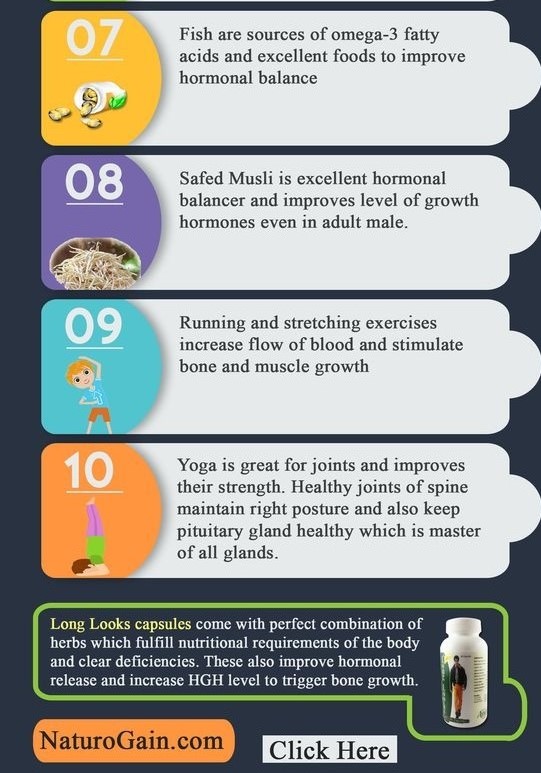 07
Fish are sources of omega-3 fatty
acids and excellent foods to improve
hormonal balance
08
Safed Musli is excellent hormonal
balancer and improves level of growth
hormones even in adult male.
09
Running and stretching exercises
increase flow of blood and stimulate
bone and muscle growth
10
Yoga is great for joints and improves
their strength. Healthy joints of spine
maintain right posture and also keep
pituitary gland healthy which is master
of all glands.
Long Looks capsules come with perfect combination of
herbs which fulfill nutritional requirements of the body
and clear deficiencies. These also improve hormonal
release and increase HGH level to trigger bone growth.
NaturoGain.com
Click Here